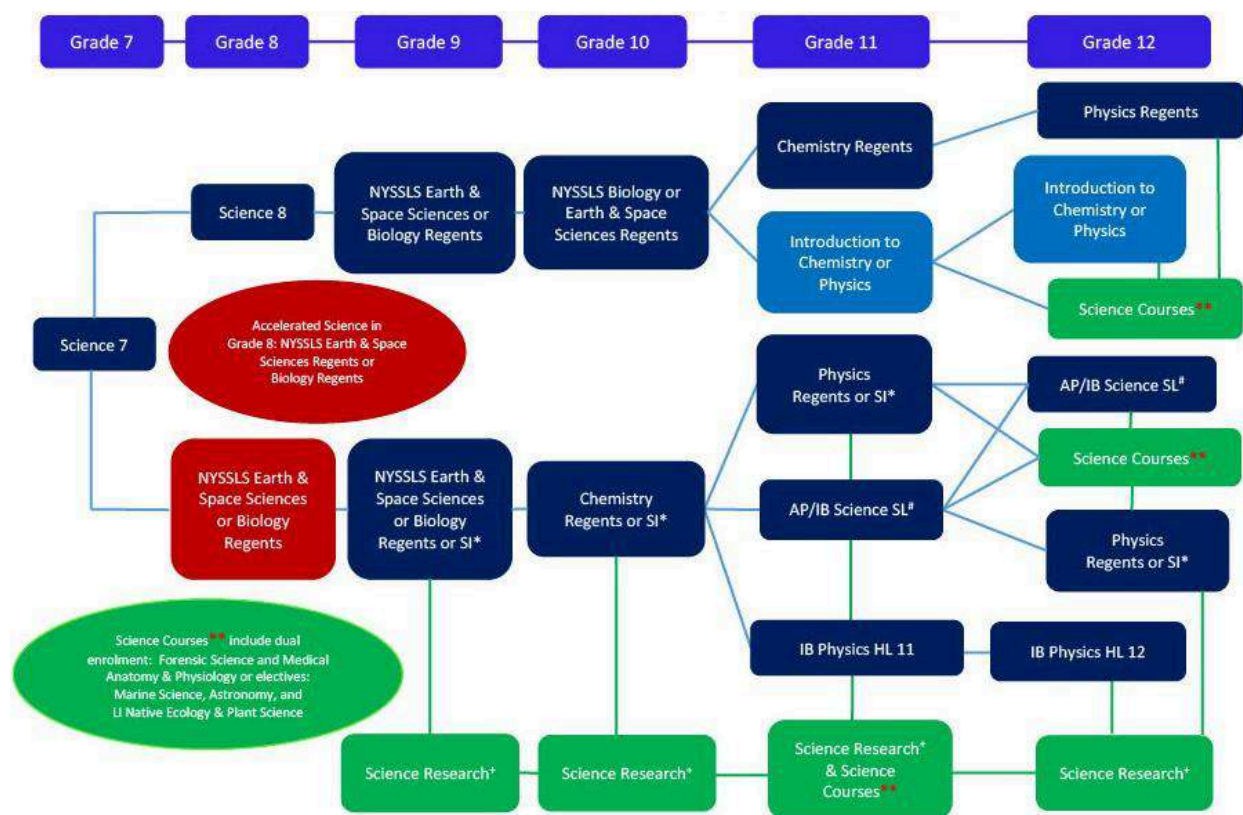 Grade 7
Grade 8
Grade 9
Grade 10
Grade 11
Grade 12
Science 7
Science 8
NYSSLS Earth &
Space Sciences or
Biology Regents
NYSSLS Biology or
Earth & Space
Sciences Regents
Chemistry Regents
Physics Regents
Introduction to
Chemistry or
Physics
Introduction to
Chemistry or
Physics
Science Courses**
Accelerated Science in
Grade 8: NYSSLS Earth & Space
Sciences Regents or
Biology Regents
NYSSLS Earth &
Space Sciences
or Biology
Regents
NYSSLS Earth &
Space Sciences
or Biology
Regents or SI*
Chemistry
Regents or SI*
Physics
Regents or SI*
AP/IB Science SL#
AP/IB Science SL#
Science Courses**
Physics
Regents or SI*
IB Physics HL 11
IB Physics HL 12
Science Courses** include dual
enrolment: Forensic Science and Medical
Anatomy & Physiology or electives:
Marine Science, Astronomy, and
LI Native Ecology & Plant Science
Science Research+
Science Research+
Science Research+
& Science
Courses**
Science Research+